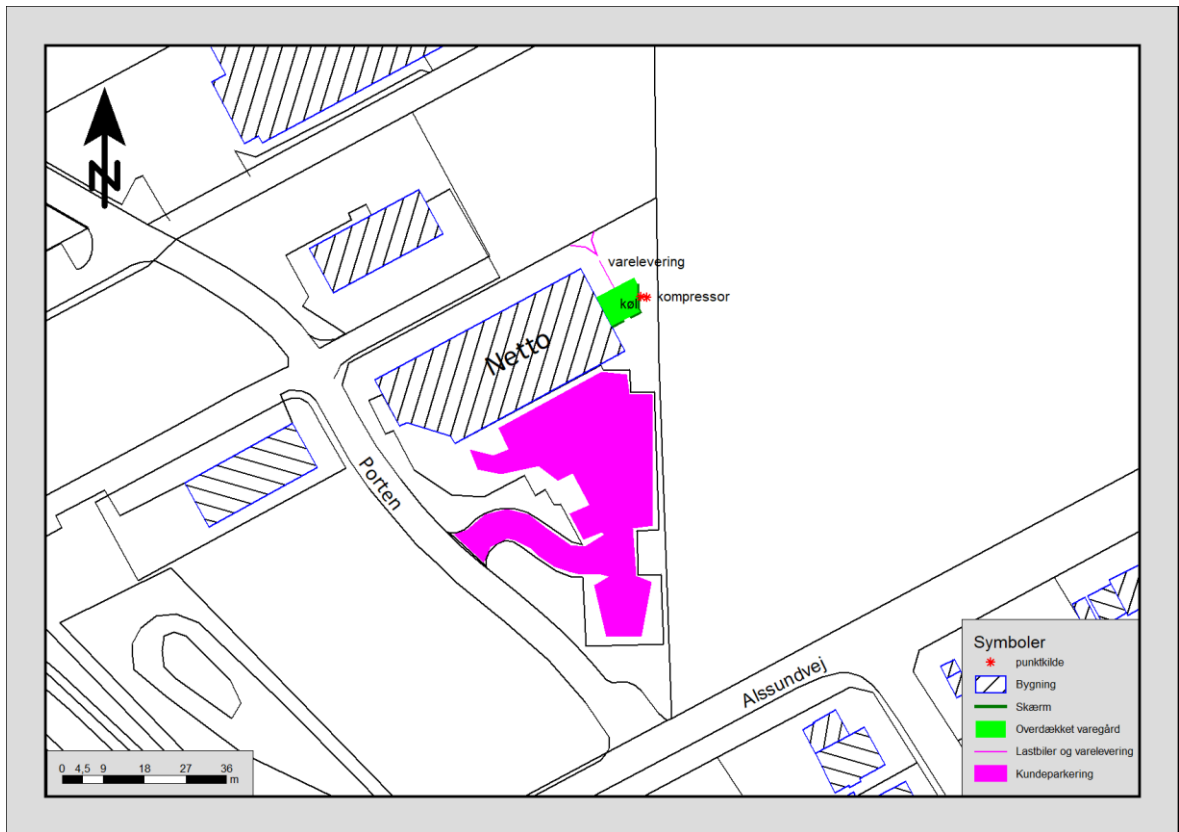 N
varelevering
køl
kompressor
Netto
Porten
Alssundvej
Symboler
punktkilde
Bygning
Skærm
Overdækket varegård
Lastbiler og varelevering
Kundeparkering
0 4,5 9 18 27 36
m